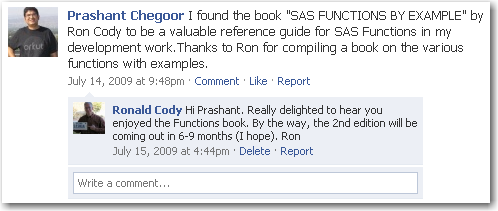 Prashant Chegoor I found the book "SAS FUNCTIONS BY EXAMPLE" by
Ron Cody to be a valuable reference guide for SAS Functions in my
development work.Thanks to Ron for compiling a book on the various
functions with examples.
July 14, 2009 at 9:48pm · Comment · Like · Report
Ronald Cody Hi Prashant. Really delighted to hear you
enjoyed the Functions book. By the way, the 2nd edition will be
coming out in 6-9 months (I hope). Ron
July 15, 2009 at 4:44pm · Delete · Report
Write a comment...